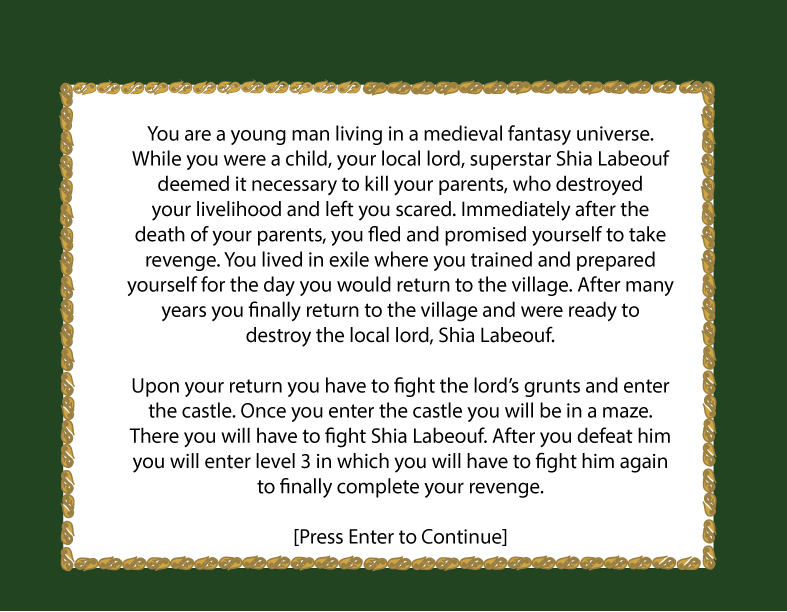 You are a young man living in a medieval fantasy universe.
While you were a child, your local lord, superstar Shia Labeouf
deemed it necessary to kill your parents, who destroyed
your livelihood and left you scared. Immediately after the
death of your parents, you fled and promised yourself to take
revenge. You lived in exile where you trained and prepared
yourself for the day you would return to the village. After many
years you finally return to the village and were ready to
destroy the local lord, Shia Labeouf.
Upon your return you have to fight the lord's grunts and enter
the castle. Once you enter the castle you will be in a maze.
There you will have to fight Shia Labeouf. After you defeat him
you will enter level 3 in which you will have to fight him again
to finally complete your revenge.
[Press Enter to Continue]